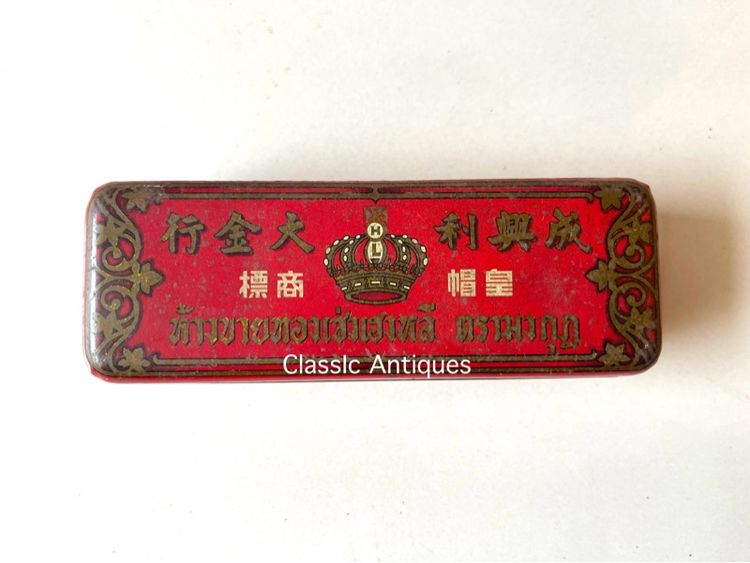 成興利 大金行
H
L
皇帽 商標
ห้างขายทองเซ่งเฮงหลี ตรามงกุฎ
Classic Antiques